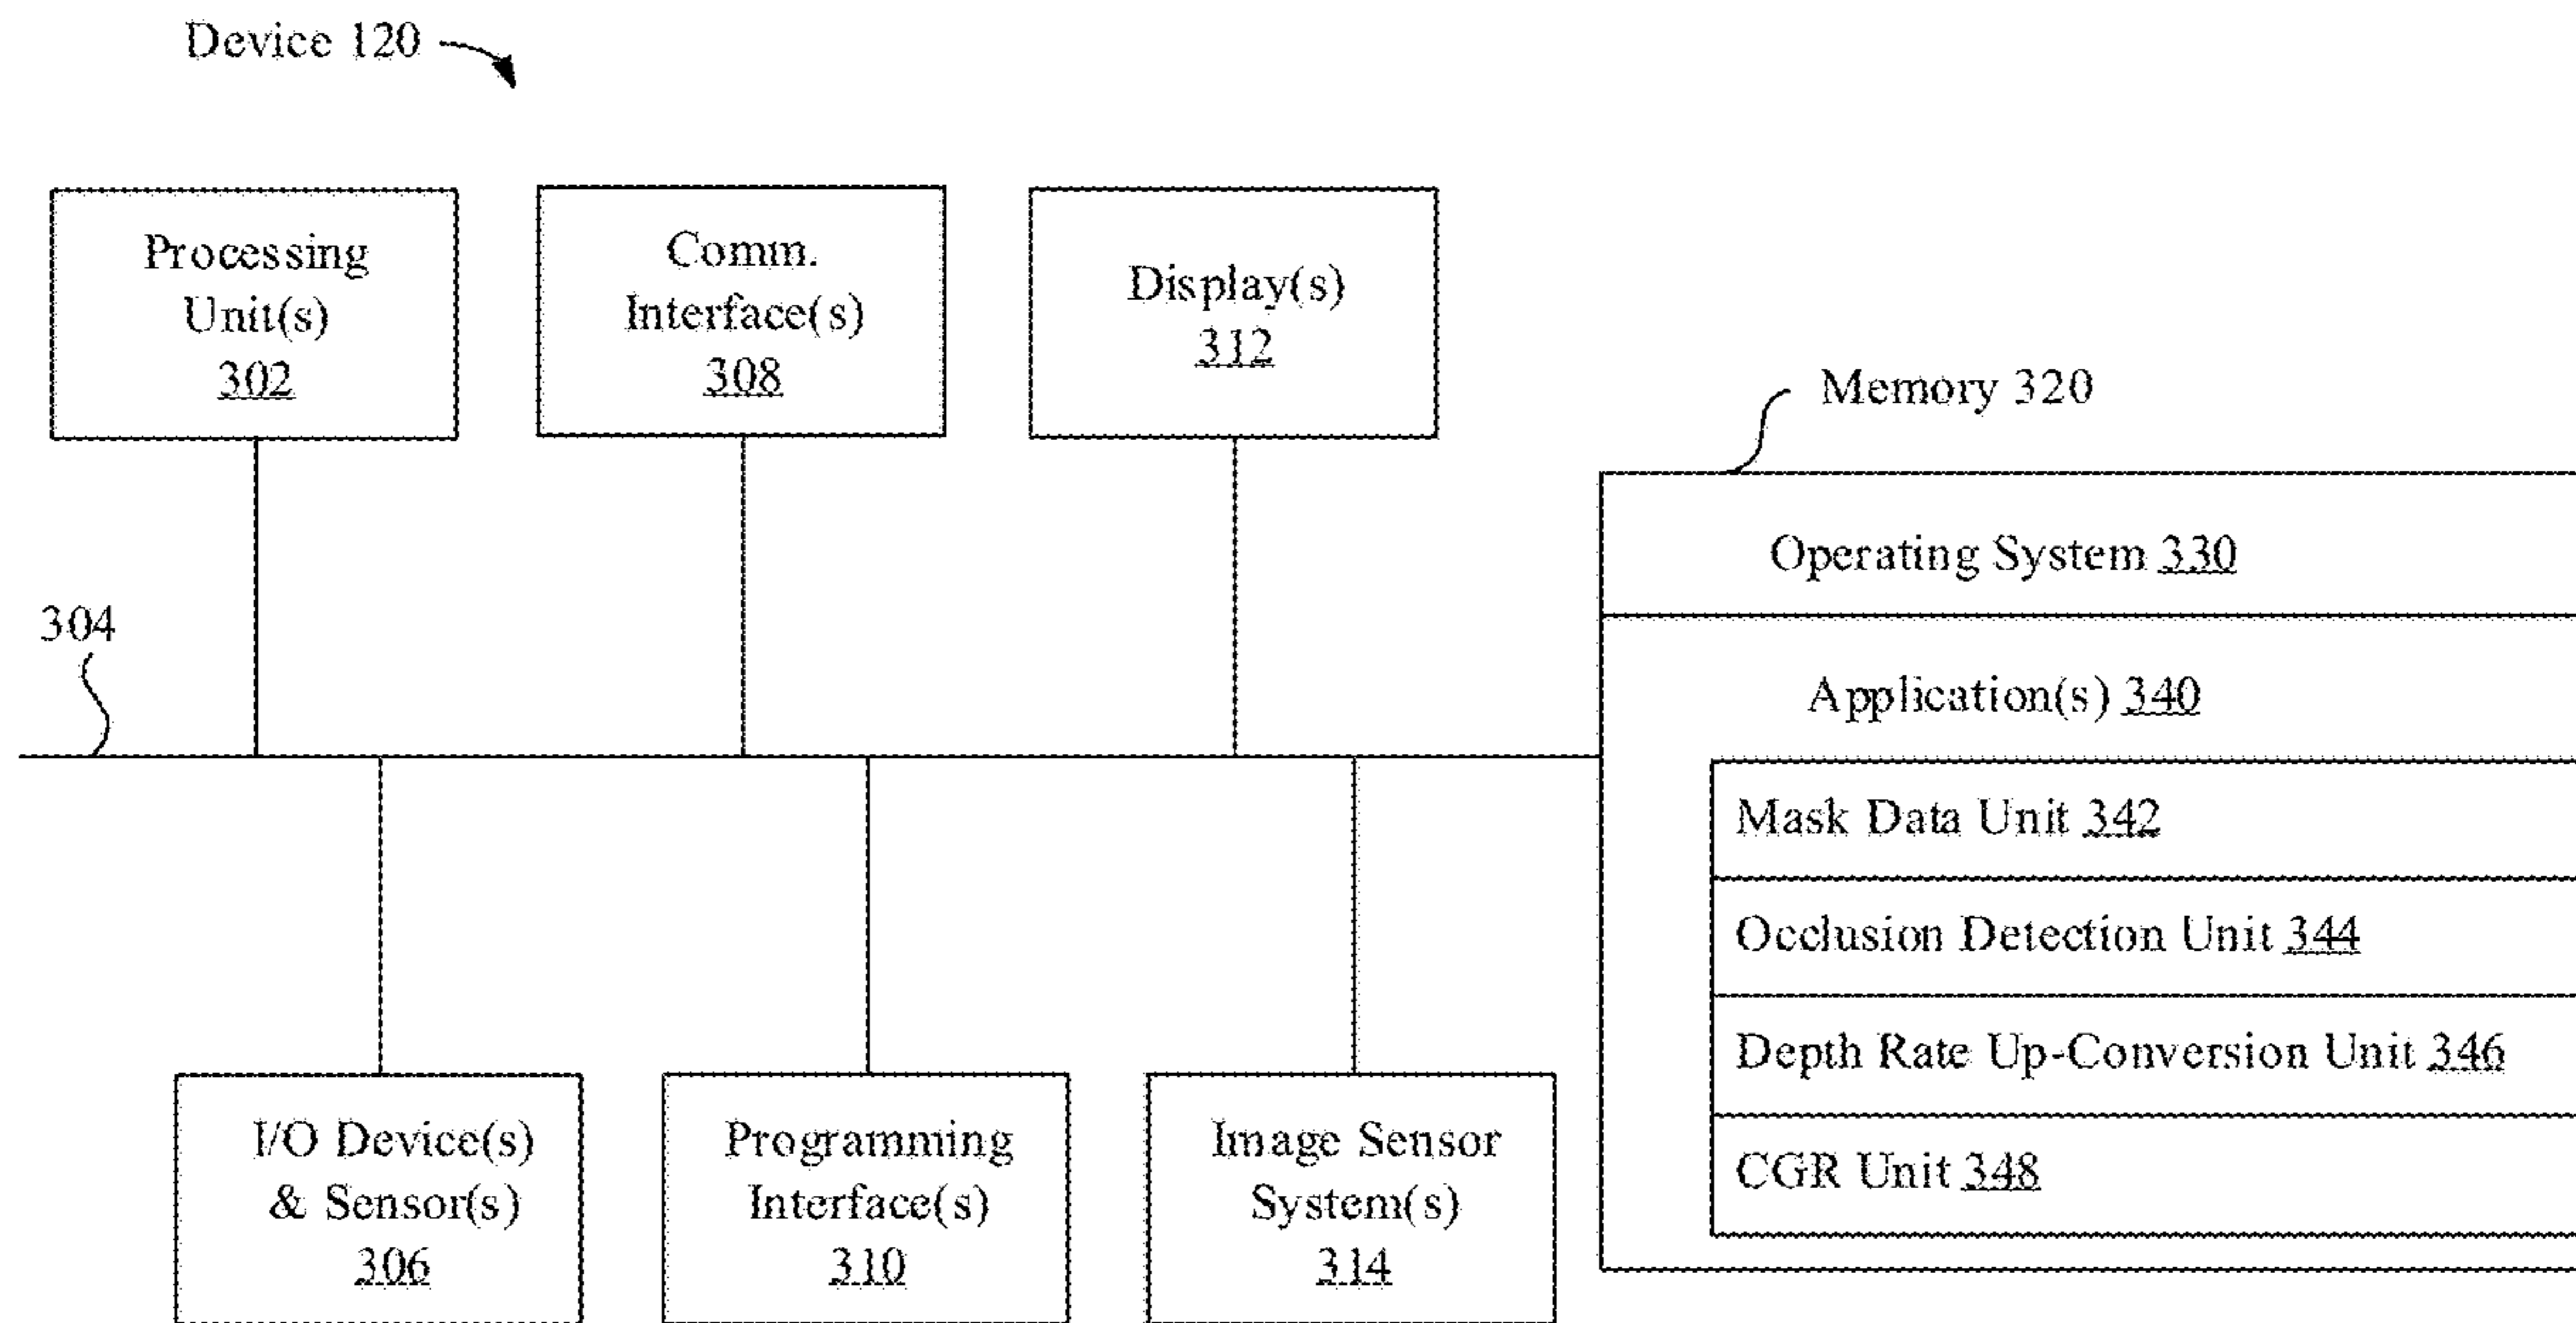 Device 120
Processing
Unit(s)
302
Comm.
Interface(s)
308
Display(s)
312
Memory 320
Operating System 330
304
Application(s) 340
Mask Data Unit 342
Occlusion Detection Unit 344
Depth Rate Up-Conversion Unit 346
CGR Unit 348
I/O Device(s)
& Sensor(s)
306
Programming
Interface(s)
310
Image Sensor
System(s)
314